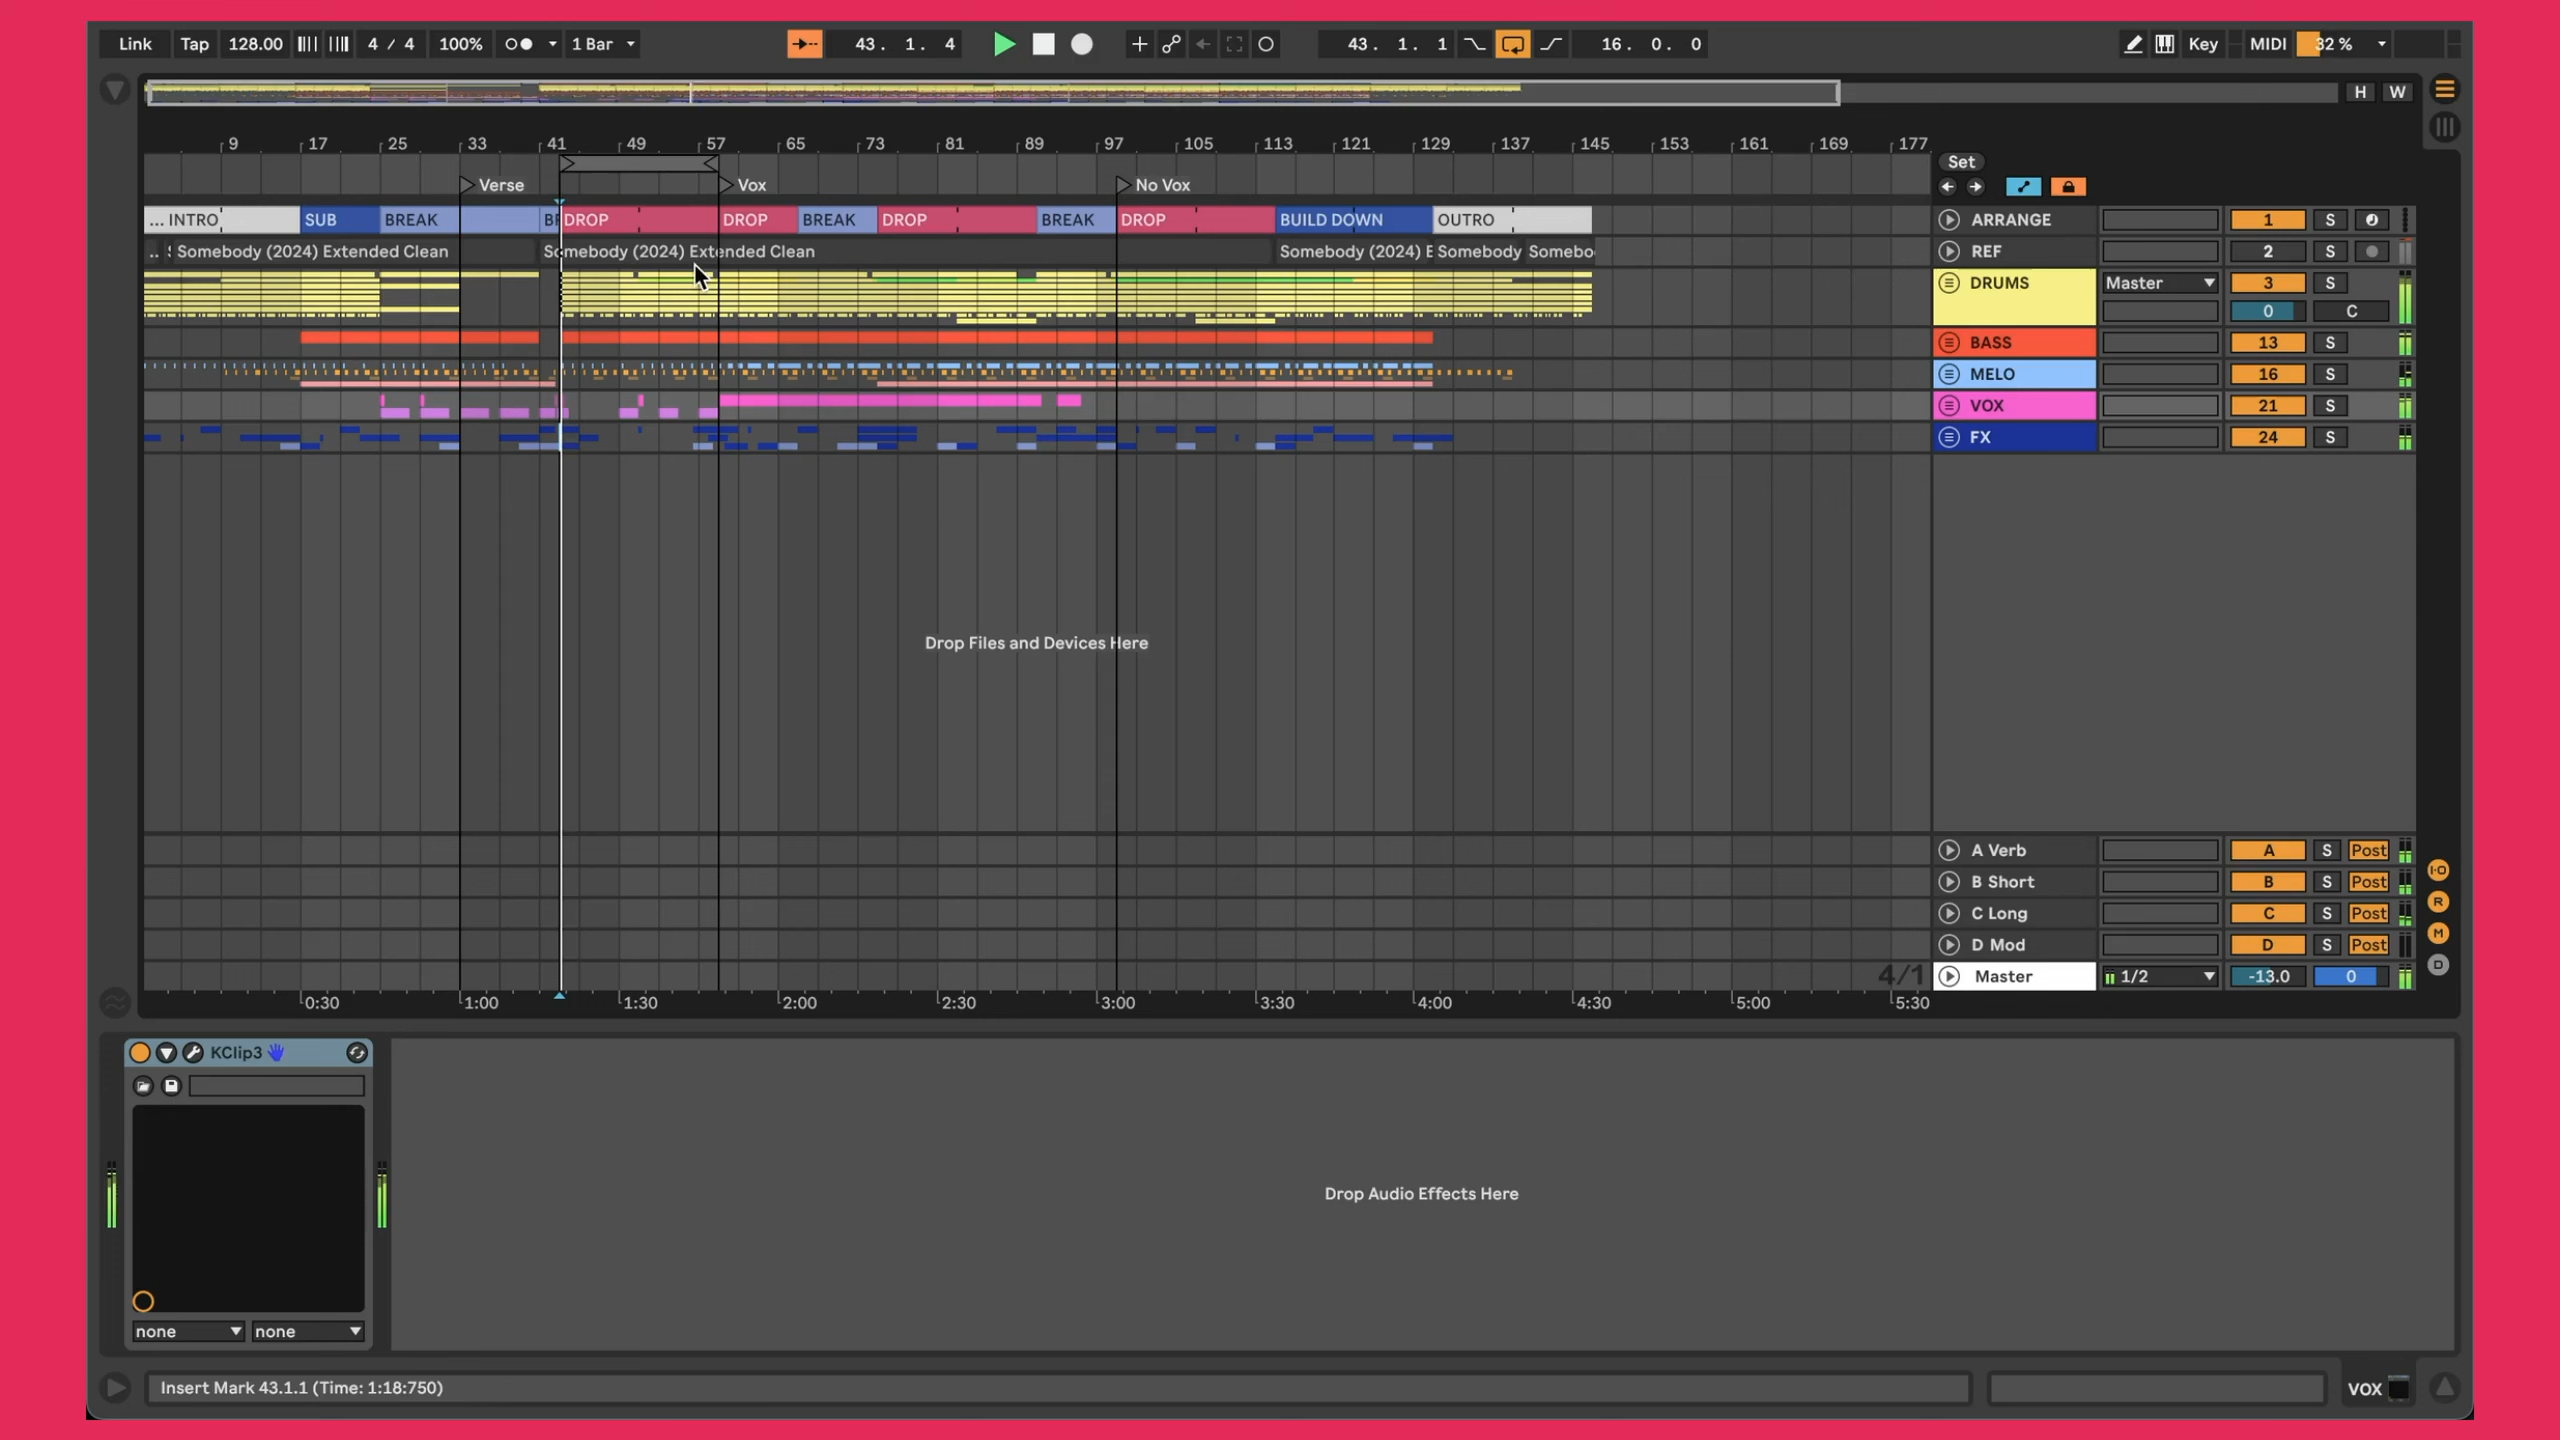 Link Tap 128.00 4 / 4 100% 1 Bar 43. 1. 4 43. 1. 1 16. 0. 0 Key MIDI 32 %
H W
9 17 25 33 41 49 57 65 73 81 89 97 105 113 121 129 137 145 153 161 169 177
Set
Verse Vox No Vox
... INTRO SUB BREAK DROP DROP BREAK DROP BREAK DROP BUILD DOWN OUTRO ARRANGE 1 S
Somebody (2024) Extended Clean Somebody (2024) Extended Clean Somebody (2024) E Somebody Somebo REF 2 S
DRUMS Master 3 S
0 C
BASS 13 S
MELO 16 S
VOX 21 S
FX 24 S
Drop Files and Devices Here
A Verb A S Post
B Short B S Post
C Long C S Post
D Mod D S Post
4/1 Master 1/2 -13.0 0
I·O
R
M
D
0:30 1:00 1:30 2:00 2:30 3:00 3:30 4:00 4:30 5:00 5:30
KClip3
Drop Audio Effects Here
none none
Insert Mark 43.1.1 (Time: 1:18:750) VOX